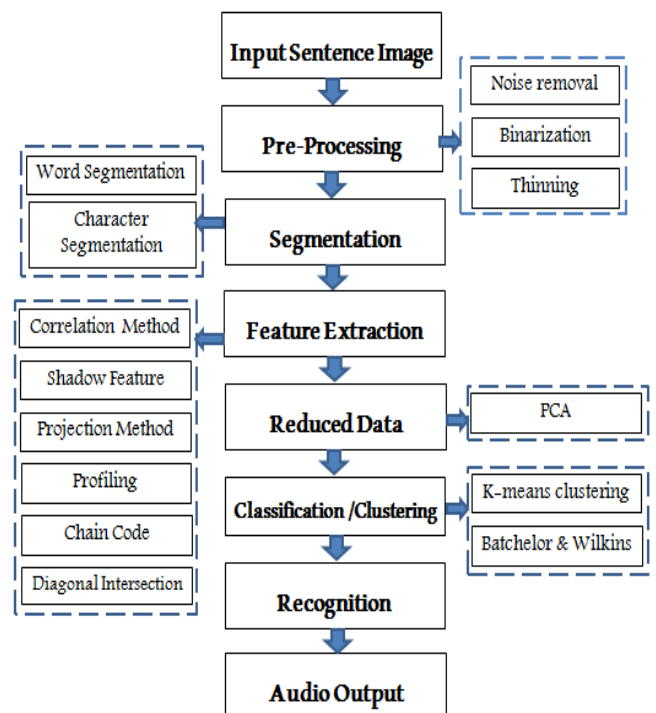 Input Sentence Image
Pre-Processing
Noise removal
Binarization
Thinning
Word Segmentation
Character
Segmentation
Segmentation
Feature Extraction
Correlation Method
Shadow Feature
Projection Method
Profiling
Chain Code
Diagonal Intersection
Reduced Data
PCA
Classification /Clustering
K-means clustering
Batchelor & Wilkins
Recognition
Audio Output